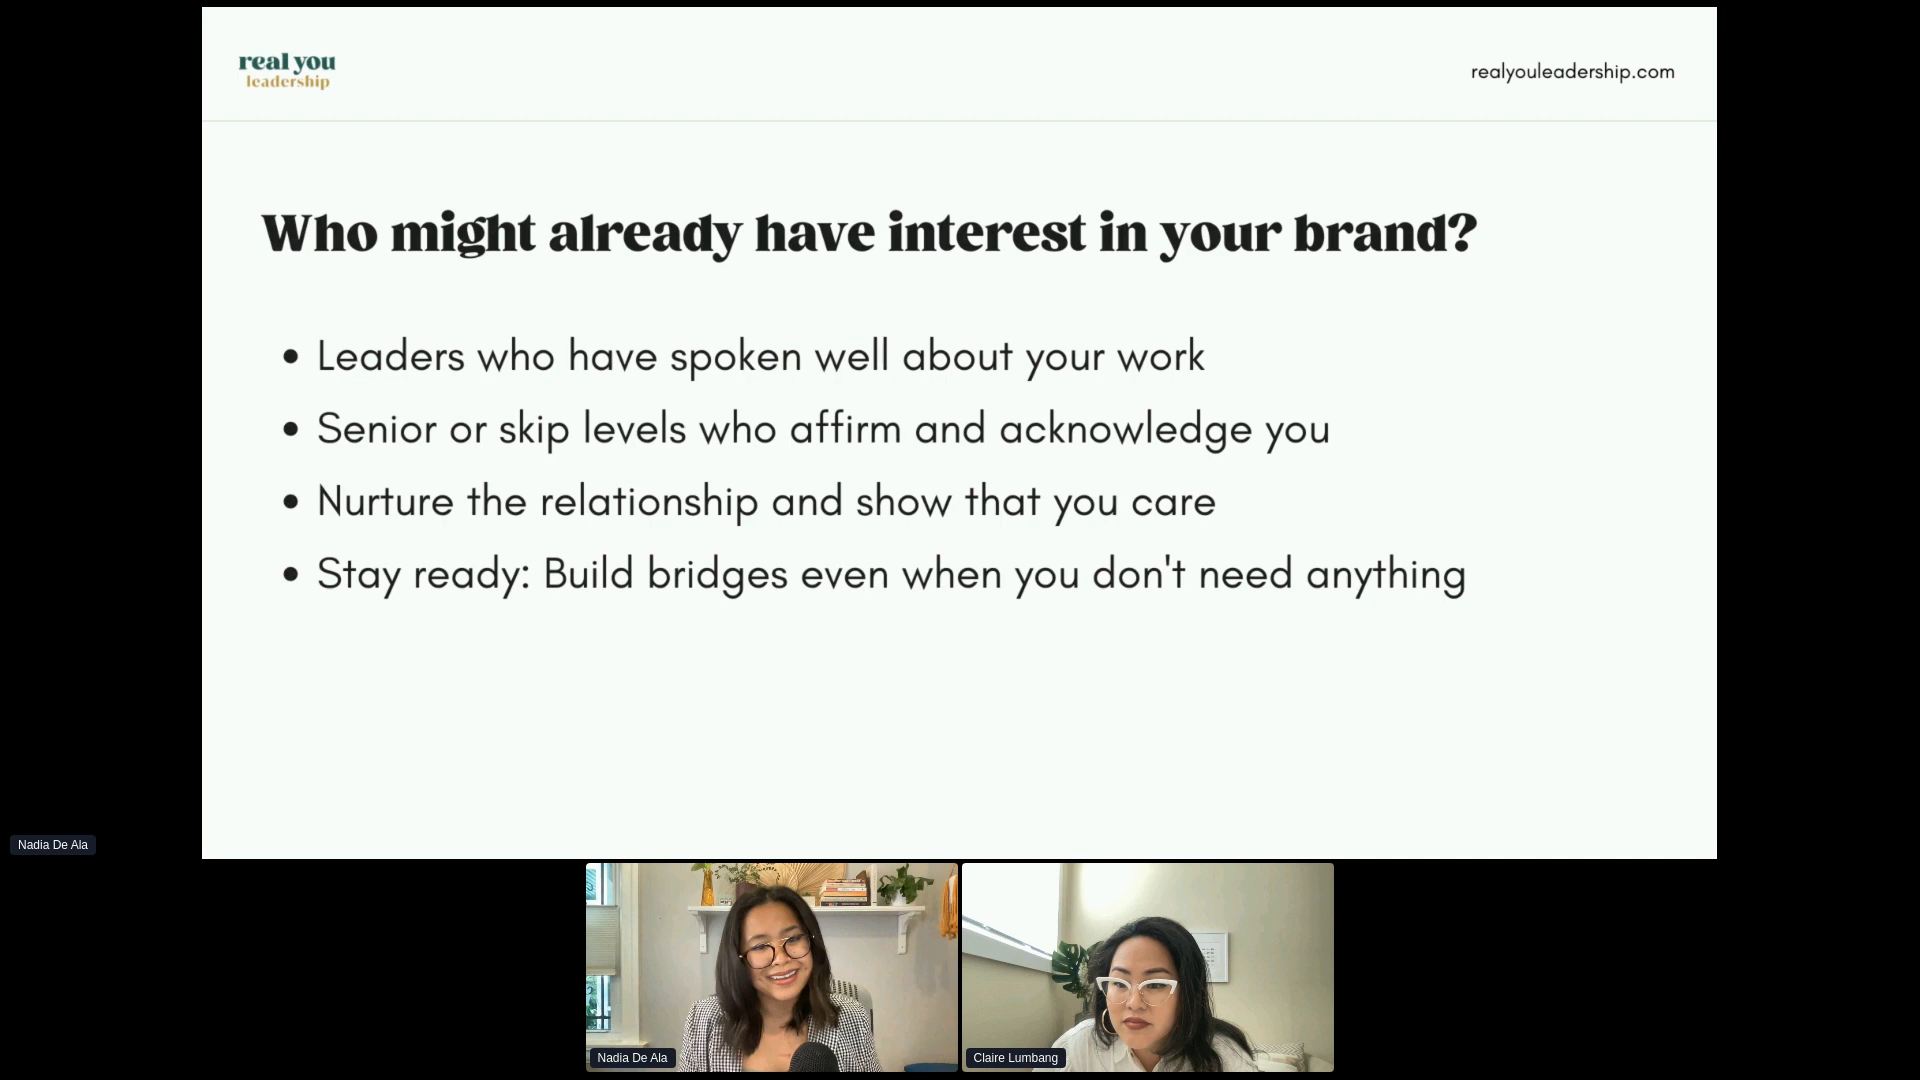 real you
leadership
realyouleadership.com
Who might already have interest in your brand?
• Leaders who have spoken well about your work
• Senior or skip levels who affirm and acknowledge you
• Nurture the relationship and show that you care
• Stay ready: Build bridges even when you don't need anything
Nadia De Ala
Nadia De Ala
Claire Lumbang